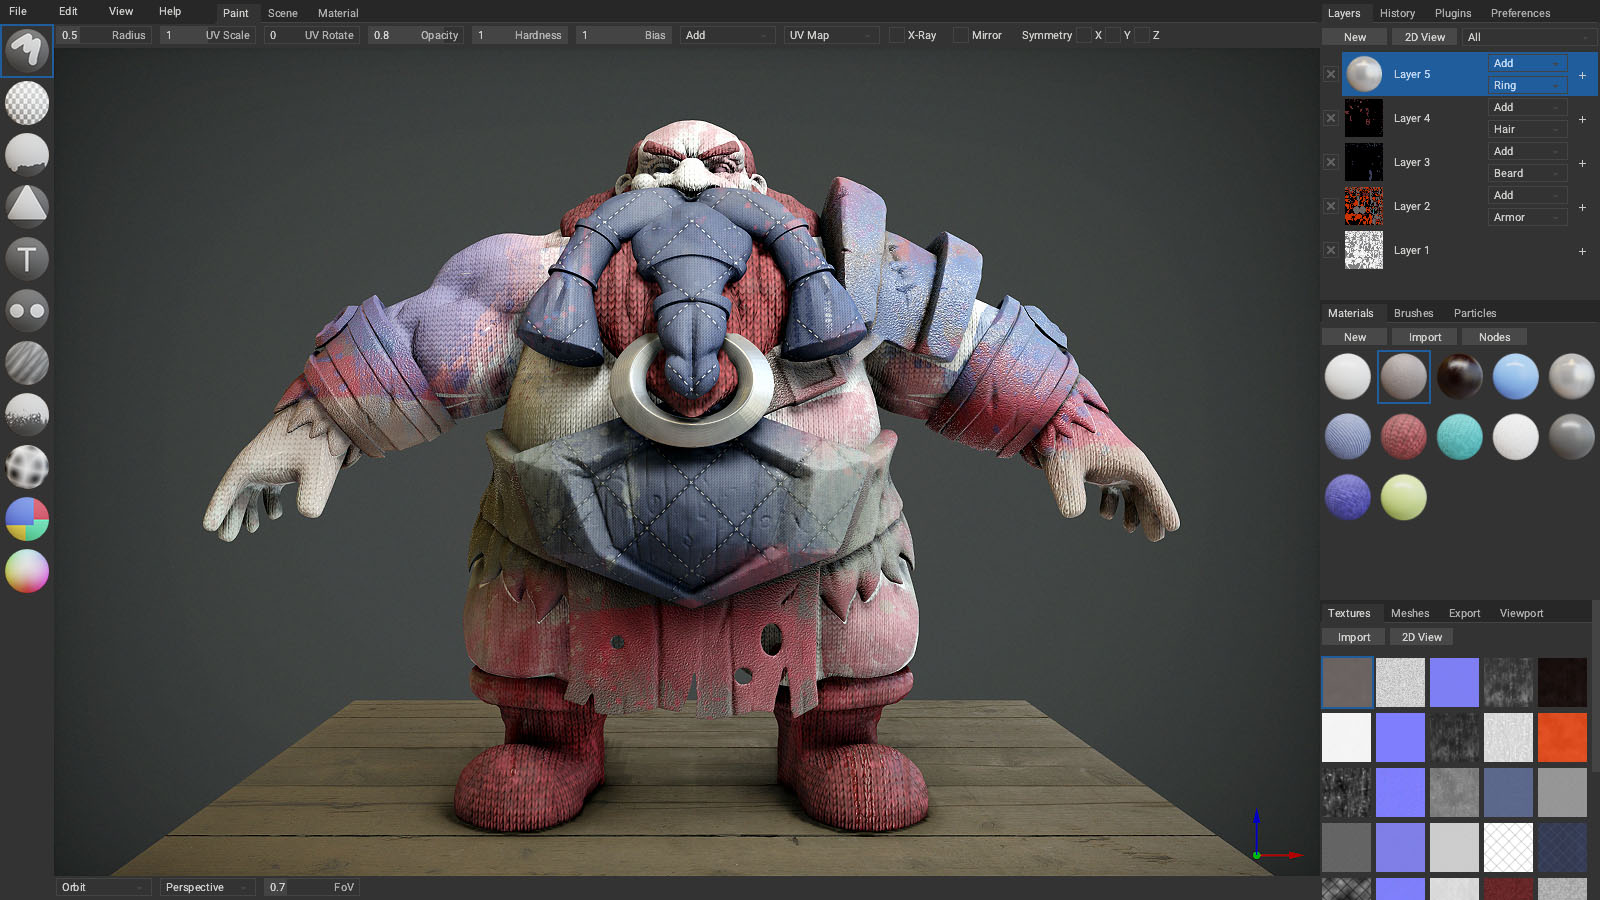 File Edit View Help Paint Scene Material
0.5 Radius 1 UV Scale 0 UV Rotate 0.8 Opacity 1 Hardness 1 Bias Add UV Map X-Ray Mirror Symmetry X Y Z
T
Orbit Perspective 0.7 FoV
Layers History Plugins Preferences
New 2D View All
Layer 5 Add
Ring
Layer 4 Add
Hair
Layer 3 Add
Beard
Layer 2 Add
Armor
Layer 1
Materials Brushes Particles
New Import Nodes
Textures Meshes Export Viewport
Import 2D View